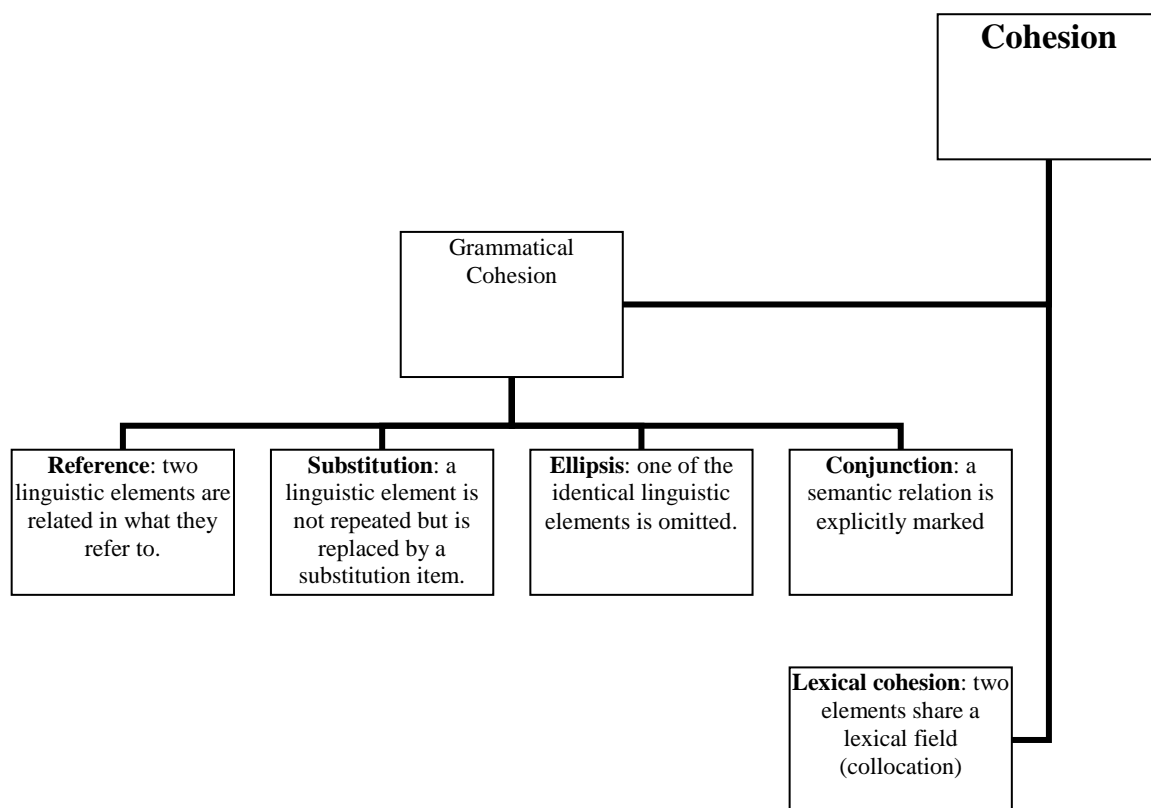 Cohesion
Grammatical
Cohesion
Reference: two
linguistic elements are
related in what they
refer to.
Substitution: a
linguistic element is
not repeated but is
replaced by a
substitution item.
Ellipsis: one of the
identical linguistic
elements is omitted.
Conjunction: a
semantic relation is
explicitly marked
Lexical cohesion: two
elements share a
lexical field
(collocation)